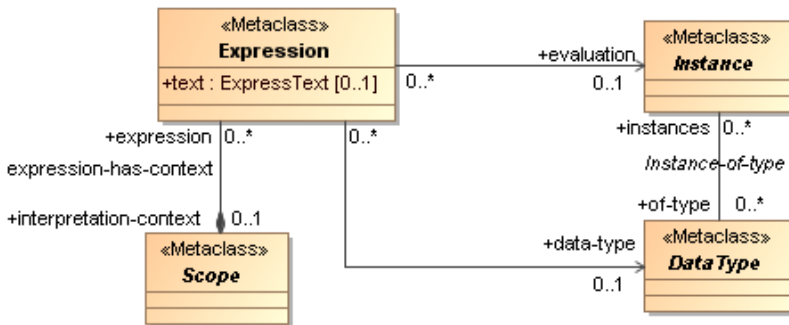 «Metaclass»
Expression
+text : ExpressText [0..1]
+evaluation
0..*
0..1
«Metaclass»
Instance
+expression
0..*
0..*
+instances
0..*
expression-has-context
Instance-of-type
+interpretation-context
0..1
+of-type
0..*
«Metaclass»
Scope
+data-type
0..1
«Metaclass»
DataType